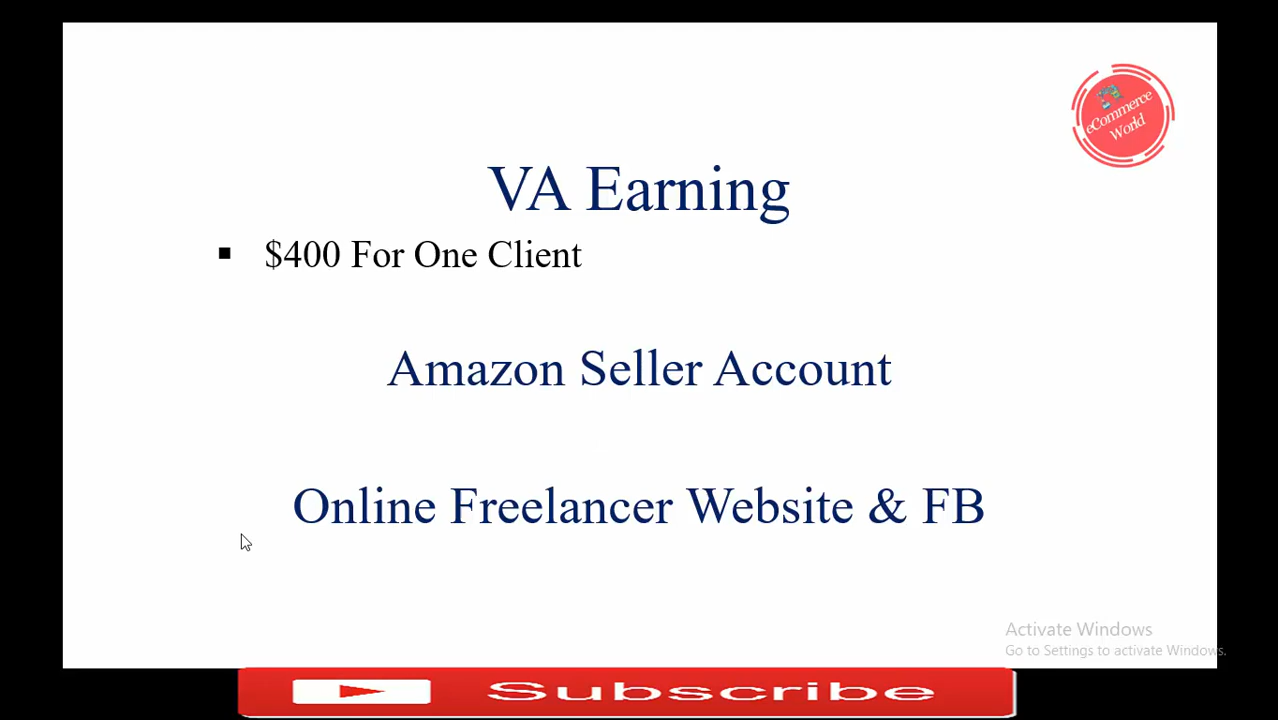 eCommerce
World
VA Earning
▪ $400 For One Client
Amazon Seller Account
Online Freelancer Website & FB
Activate Windows
Go to Settings to activate Windows.
Subscribe